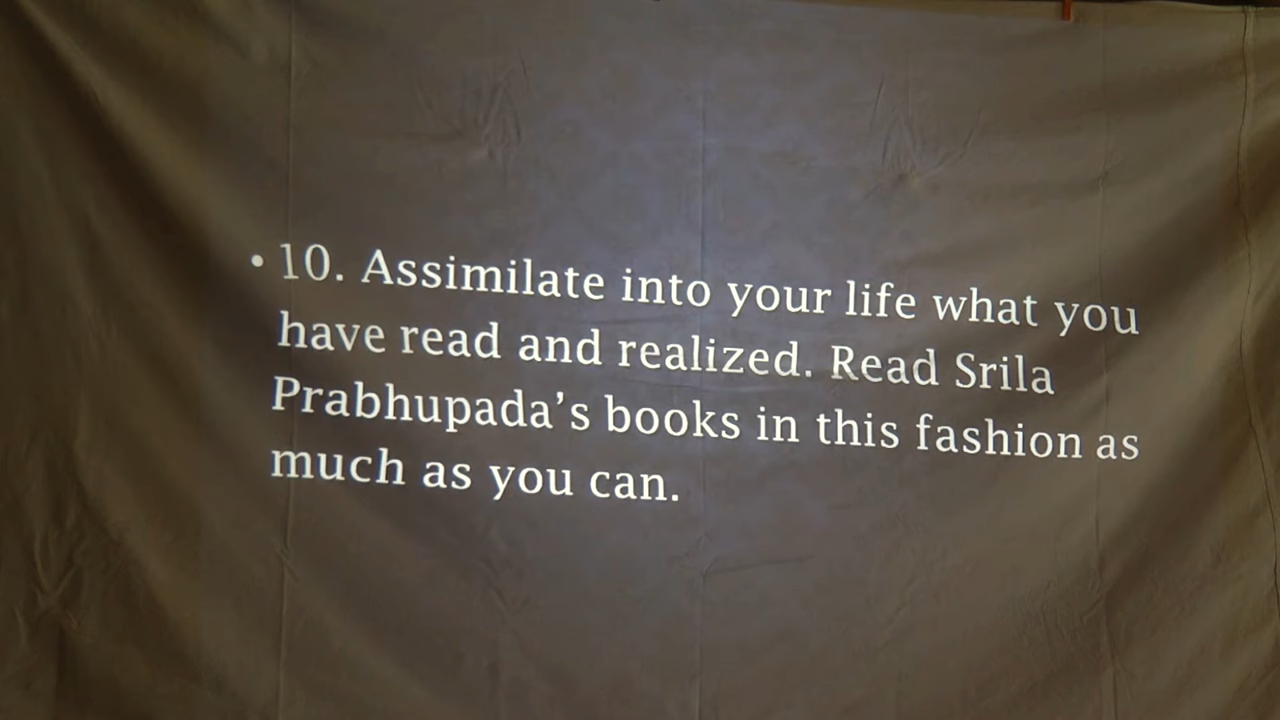 • 10. Assimilate into your life what you
have read and realized. Read Srila
Prabhupada’s books in this fashion as
much as you can.